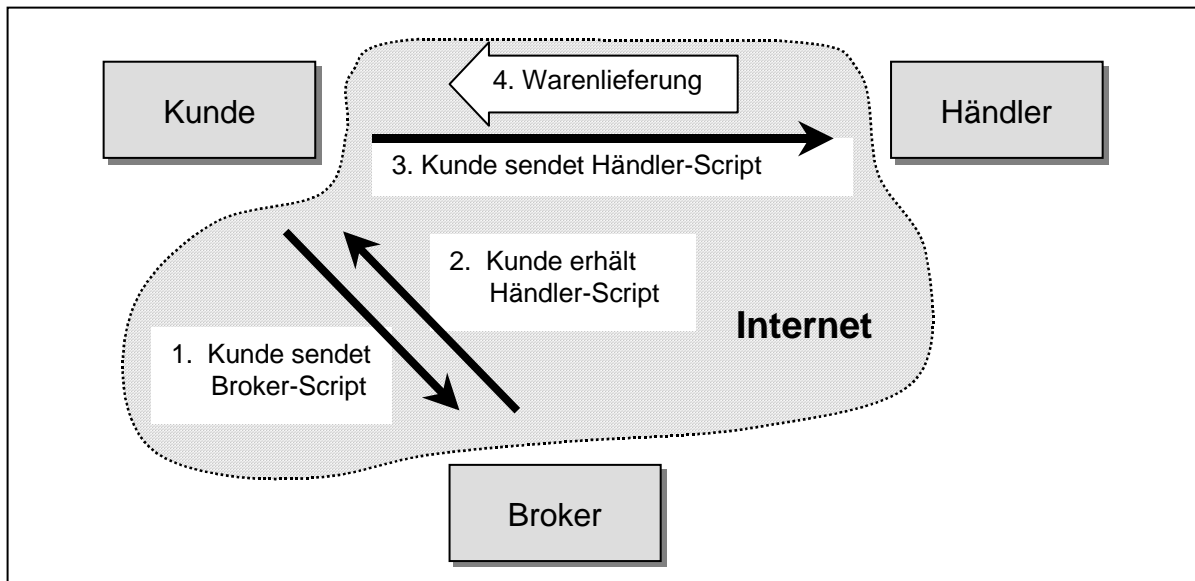 4. Warenlieferung
Kunde
Händler
3. Kunde sendet Händler-Script
2. Kunde erhält
Händler-Script
Internet
1. Kunde sendet
Broker-Script
Broker